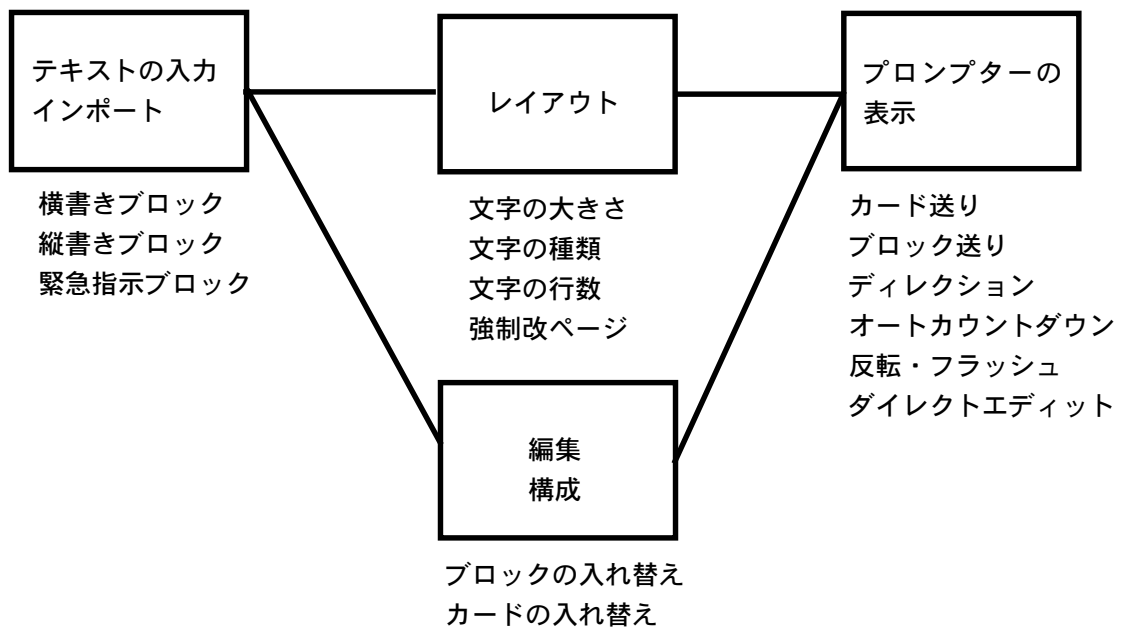 テキストの入力
インポート
横書きブロック
縦書きブロック
緊急指示ブロック
レイアウト
文字の大きさ
文字の種類
文字の行数
強制改ページ
編集
構成
ブロックの入れ替え
カードの入れ替え
プロンプターの
表示
カード送り
ブロック送り
ディレクション
オートカウントダウン
反転・フラッシュ
ダイレクトエディット